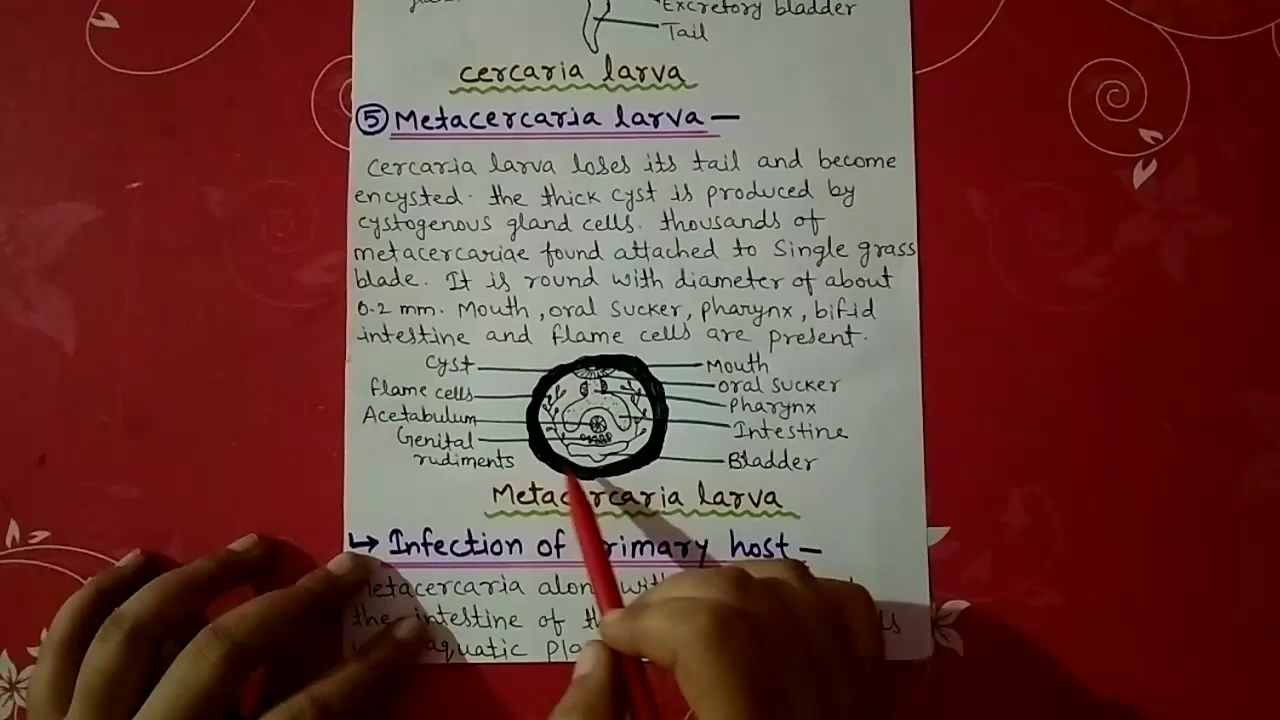 Excretory bladder
Tail
cercaria larva
⑤ Metacercaria larva —
cercaria larva loses its tail and become
encysted. the thick cyst is produced by
cystogenous gland cells. thousands of
metacercariae found attached to single grass
blade. It is round with diameter of about
0.2 mm. Mouth, oral sucker, pharynx, bifid
intestine and flame cells are present.
Cyst
Mouth
flame cells
oral sucker
Acetabulum
Pharynx
Genital
rudiments
Intestine
Bladder
Metacercaria larva
↳ Infection of primary host —
Metacercaria along with
the intestine of
aquatic